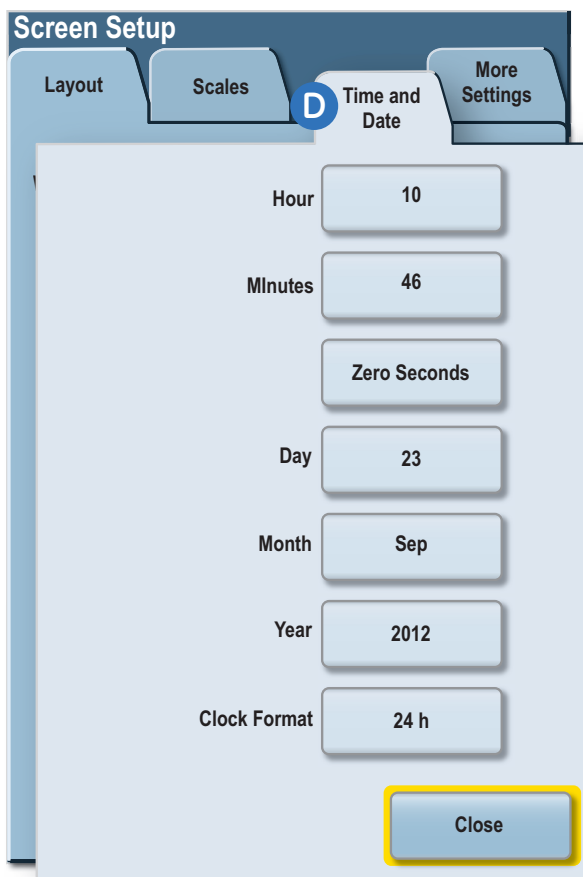 Screen Setup
Layout
Scales
D
Time and
Date
More
Settings
Hour
10
MInutes
46
Zero Seconds
Day
23
Month
Sep
Year
2012
Clock Format
24 h
Close